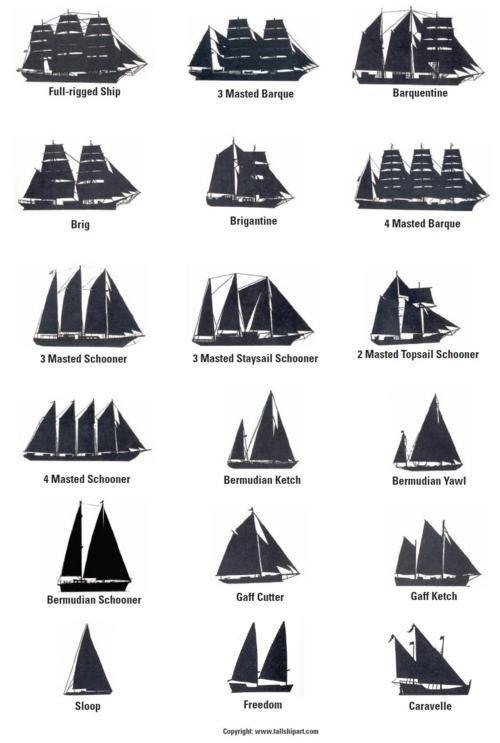 Full-rigged Ship
3 Masted Barque
Barquentine
Brig
Brigantine
4 Masted Barque
3 Masted Schooner
3 Masted Staysail Schooner
2 Masted Topsail Schooner
4 Masted Schooner
Bermudian Ketch
Bermudian Yawl
Bermudian Schooner
Gaff Cutter
Gaff Ketch
Sloop
Freedom
Caravelle
Copyright: www.tallshipart.com